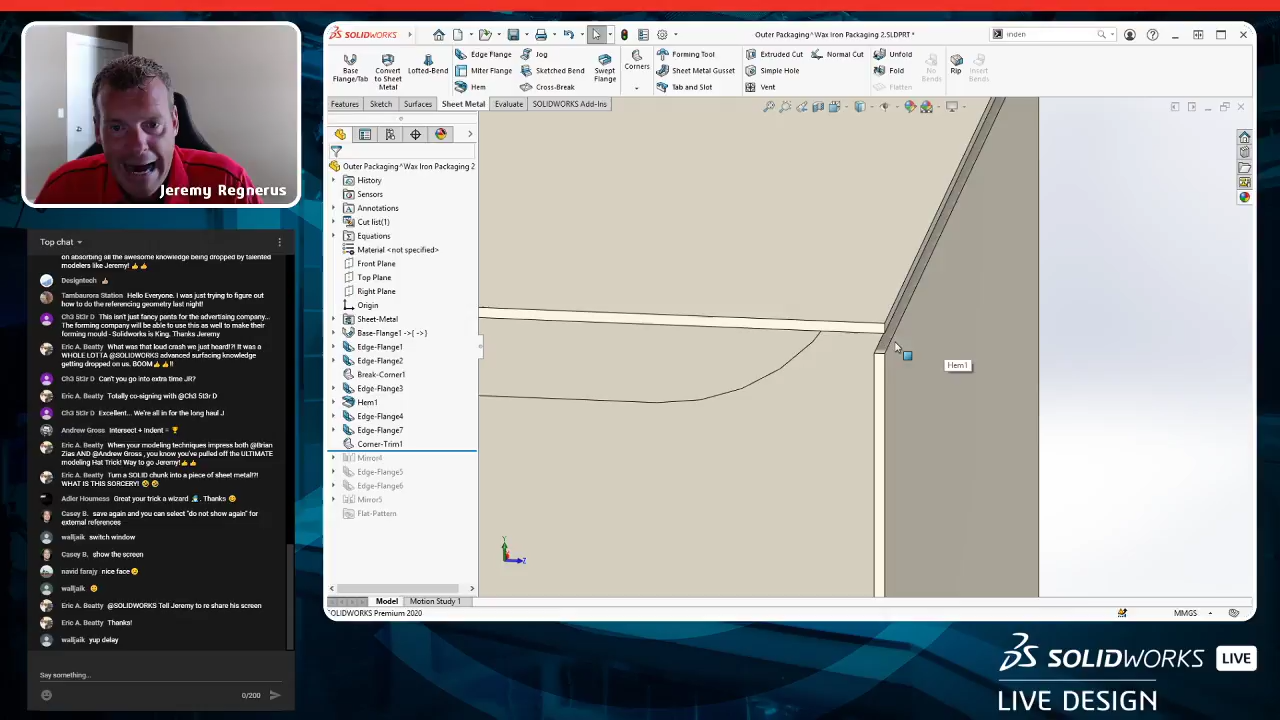 Jeremy Regnerus
Top chat
on absorbing all the awesome knowledge being dropped by talented
modelers like Jeremy!
Designtech
Tambaurora Station Hello Everyone. I was just trying to figure out
how to do the referencing geometry last night!
Ch3 5t3r D This isn't just fancy pants for the advertising company...
The forming company will be able to use this as well to make their
forming mould - Solidworks is King. Thanks Jeremy
Eric A. Beatty What was that loud crash we just heard?! It was a
WHOLE LOTTA @SOLIDWORKS advanced surfacing knowledge
getting dropped on us. BOOM
Ch3 5t3r D Can't you go into extra time JR?
Eric A. Beatty Totally co-signing with @Ch3 5t3r D
Ch3 5t3r D Excellent... We're all in for the long haul J
Andrew Gross Intersect + Indent =
Eric A. Beatty When your modeling techniques impress both @Brian
Zias AND @Andrew Gross , you know you've pulled off the ULTIMATE
modeling Hat Trick! Way to go Jeremy!
Eric A. Beatty Turn a SOLID chunk into a piece of sheet metal!?!
WHAT IS THIS SORCERY!
Adler Hourness Great your trick a wizard . Thanks
Casey B. save again and you can select "do not show again" for
external references
walljaik switch window
Casey B. show the screen
navid farajy nice face
walljaik
Eric A. Beatty @SOLIDWORKS Tell Jeremy to re share his screen
Eric A. Beatty Thanks!
walljaik yup delay
Say something...
0/200
SOLIDWORKS
Outer Packaging^Wax Iron Packaging 2.SLDPRT *
inden
Base
Flange/Tab
Convert
to Sheet
Metal
Lofted-Bend
Edge Flange
Miter Flange
Hem
Jog
Sketched Bend
Cross-Break
Swept
Flange
Corners
Forming Tool
Sheet Metal Gusset
Tab and Slot
Extruded Cut
Simple Hole
Vent
Normal Cut
Unfold
Fold
Flatten
No
Bends
Rip
Insert
Bends
Features
Sketch
Surfaces
Sheet Metal
Evaluate
SOLIDWORKS Add-Ins
Outer Packaging^Wax Iron Packaging 2
History
Sensors
Annotations
Cut list(1)
Equations
Material <not specified>
Front Plane
Top Plane
Right Plane
Origin
Sheet-Metal
Base-Flange1 ->{ ->}
Edge-Flange1
Edge-Flange2
Break-Corner1
Edge-Flange3
Hem1
Edge-Flange4
Edge-Flange7
Corner-Trim1
Mirror4
Edge-Flange5
Edge-Flange6
Mirror5
Flat-Pattern
Hem1
Y
Z
Model
Motion Study 1
SOLIDWORKS Premium 2020
MMGS
SOLIDWORKS LIVE
LIVE DESIGN